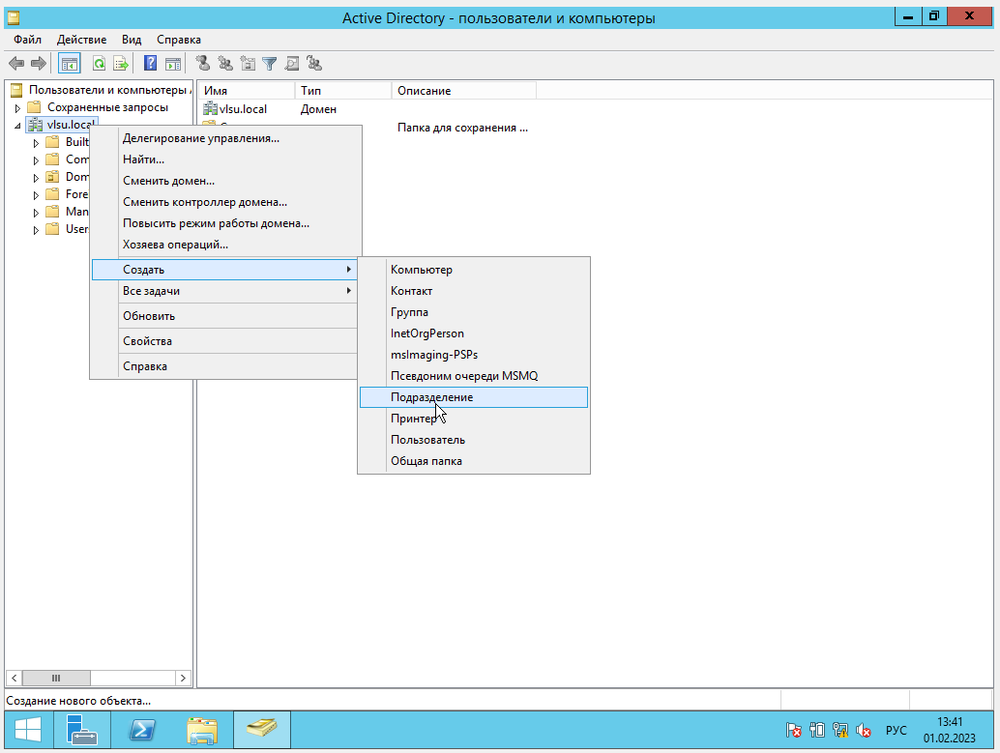 Active Directory - пользователи и компьютеры
Файл Действие Вид Справка
Пользователи и компьютеры
Сохраненные запросы
vlsu.local
Имя Тип Описание
vlsu.local Домен
Папка для сохранения ...
Делегирование управления...
Найти...
Сменить домен...
Сменить контроллер домена...
Повысить режим работы домена...
Хозяева операций...
Создать
Все задачи
Обновить
Свойства
Справка
Компьютер
Контакт
Группа
InetOrgPerson
msImaging-PSPs
Псевдоним очереди MSMQ
Подразделение
Принтер
Пользователь
Общая папка
Built
Com
Dom
Fore
Man
User
Создание нового объекта...
РУС
13:41
01.02.2023